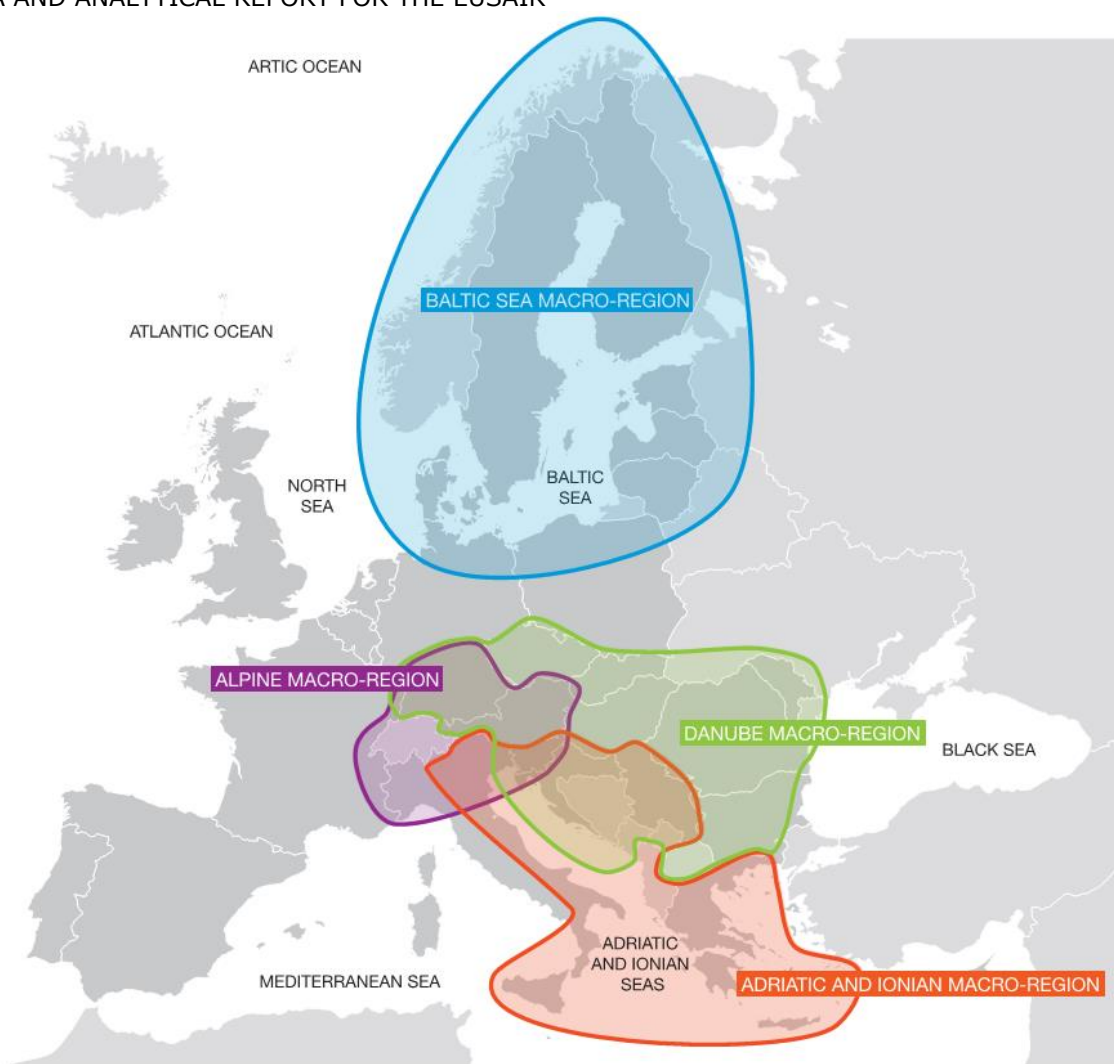 AND ANALYTICAL REPORT FOR THE EUSAIR
ARTIC OCEAN
BALTIC SEA MACRO-REGION
ATLANTIC OCEAN
NORTH
SEA
BALTIC
SEA
ALPINE MACRO-REGION
DANUBE MACRO-REGION
BLACK SEA
ADRIATIC
AND IONIAN
SEAS
MEDITERRANEAN SEA
ADRIATIC AND IONIAN MACRO-REGION